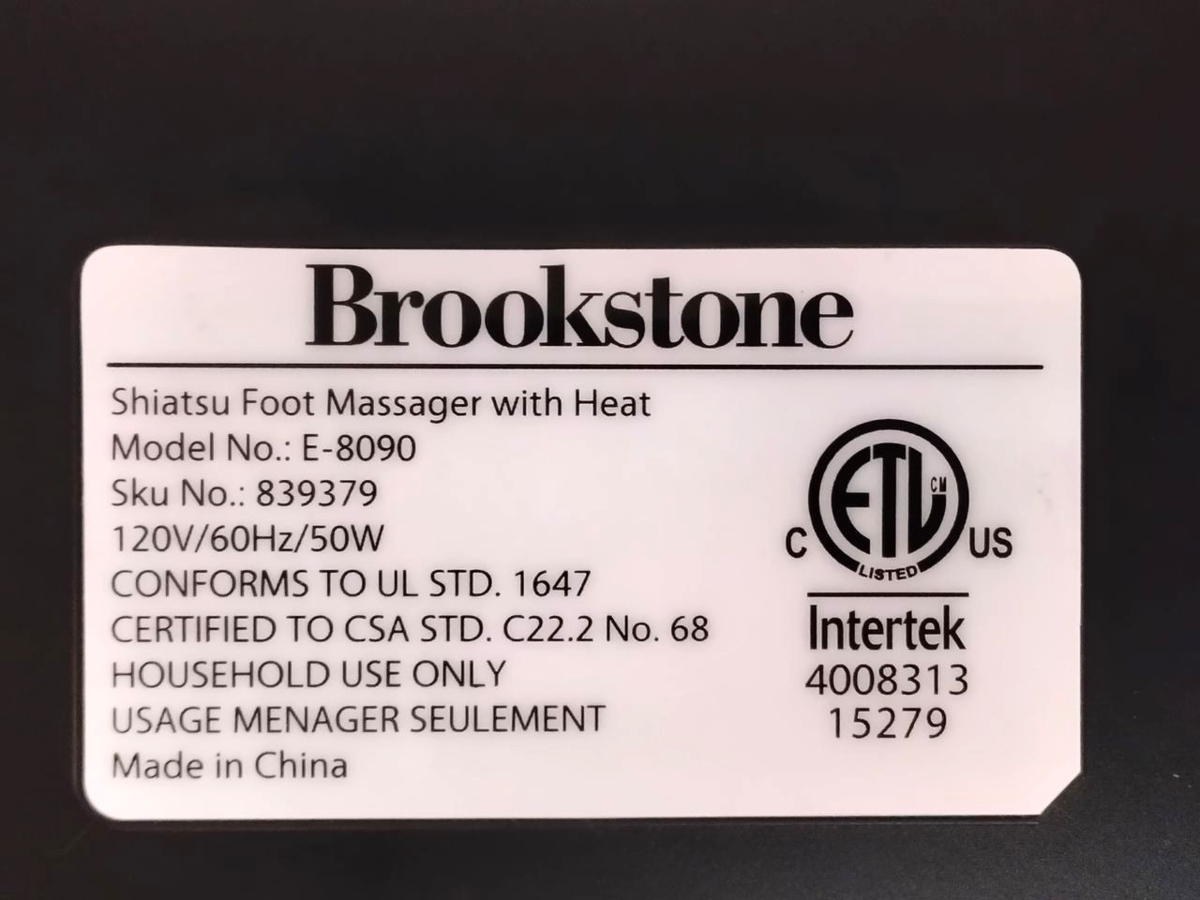 Brookstone
Shiatsu Foot Massager with Heat
Model No.: E-8090
Sku No.: 839379
120V/60Hz/50W
CONFORMS TO UL STD. 1647
CERTIFIED TO CSA STD. C22.2 No. 68
HOUSEHOLD USE ONLY
USAGE MENAGER SEULEMENT
Made in China
ETL CM
C US
LISTED
Intertek
4008313
15279